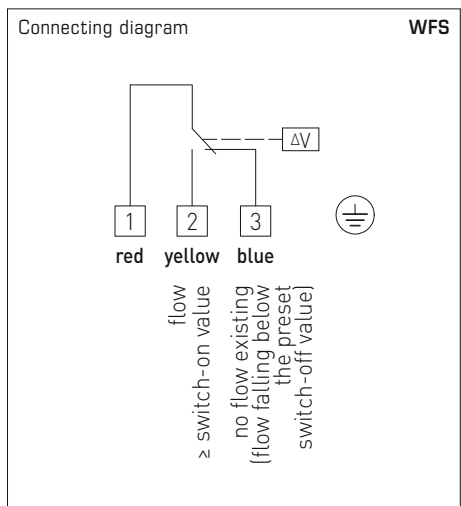 Connecting diagram WFS
ΔV
1 2 3
red yellow blue
flow
≥ switch-on value
no flow existing
(flow falling below
the preset
switch-off value)